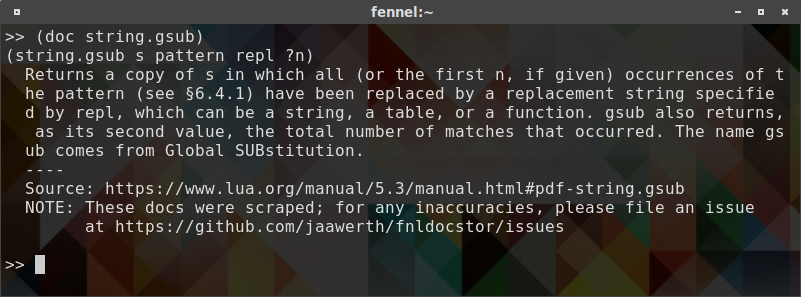 fennel:~
>> (doc string.gsub)
(string.gsub s pattern repl ?n)
  Returns a copy of s in which all (or the first n, if given) occurrences of t
  he pattern (see §6.4.1) have been replaced by a replacement string specifie
  d by repl, which can be a string, a table, or a function. gsub also returns,
   as its second value, the total number of matches that occurred. The name gs
  ub comes from Global SUBstitution.
  ----
  Source: https://www.lua.org/manual/5.3/manual.html#pdf-string.gsub
  NOTE: These docs were scraped; for any inaccuracies, please file an issue
        at https://github.com/jaawerth/fnldocstor/issues
>>